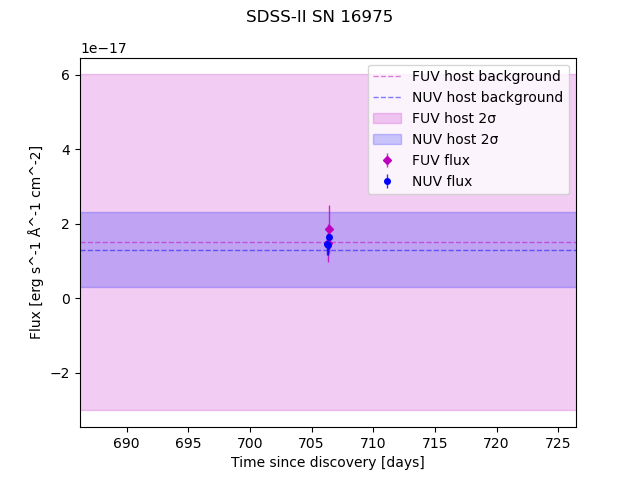 SDSS-II SN 16975
1e−17
FUV host background
NUV host background
FUV host 2σ
NUV host 2σ
FUV flux
NUV flux
6
4
2
0
−2
Flux [erg s^-1 Å^-1 cm^-2]
690 695 700 705 710 715 720 725
Time since discovery [days]